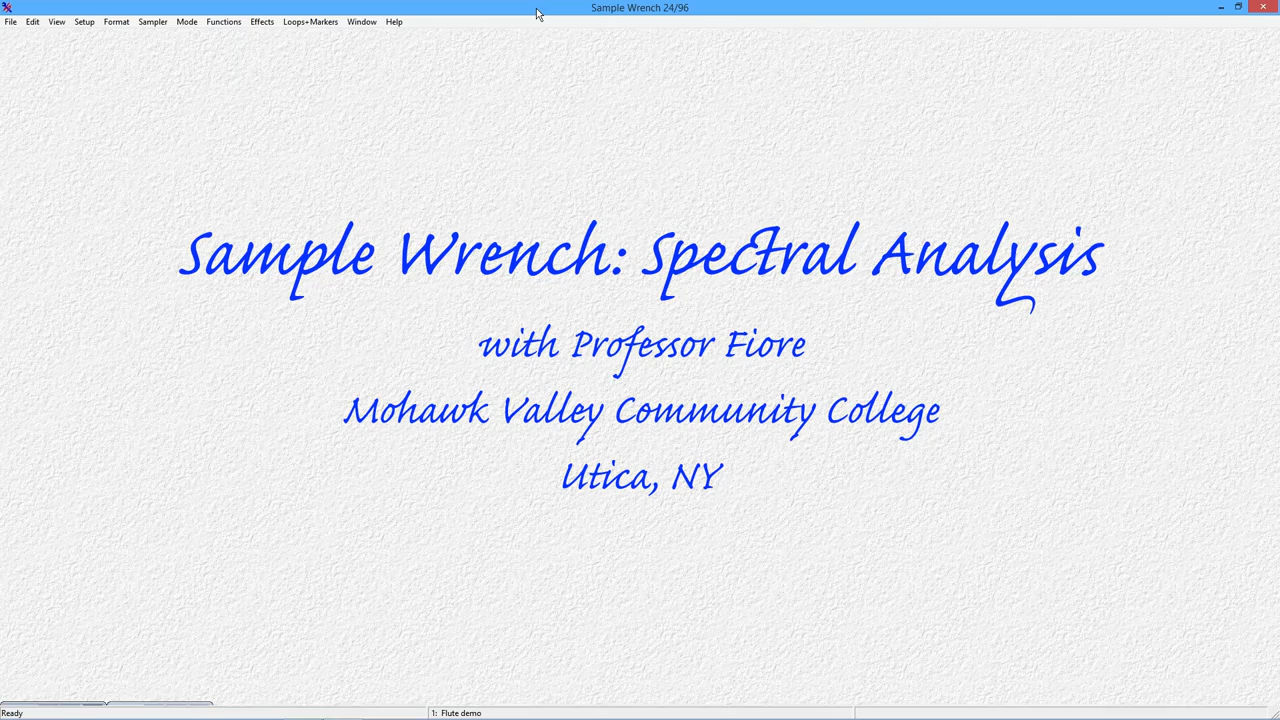 Sample Wrench 24/96
File Edit View Setup Format Sampler Mode Functions Effects Loops+Markers Window Help
Sample Wrench: Spectral Analysis
with Professor Fiore
Mohawk Valley Community College
Utica, NY
Ready 1: Flute demo